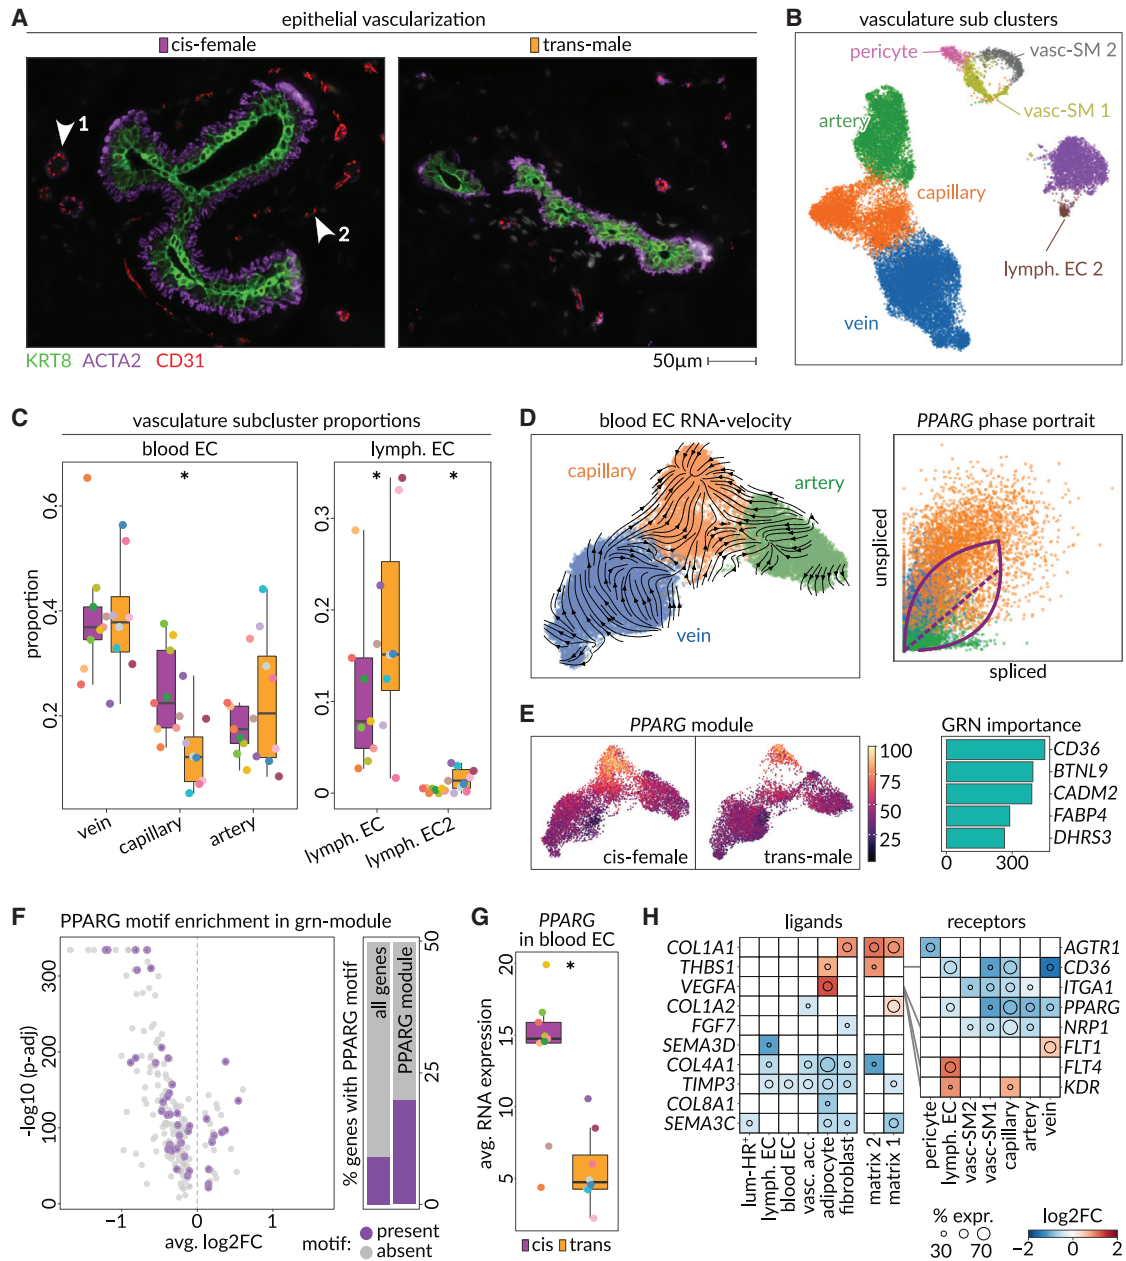 A
epithelial vascularization
cis-female
trans-male
1
2
KRT8 ACTA2 CD31
50μm
B
vasculature sub clusters
pericyte
vasc-SM 2
vasc-SM 1
artery
capillary
lymph. EC 2
vein
C
vasculature subcluster proportions
blood EC
lymph. EC
*
*
*
proportion
0.6
0.4
0.2
0.3
0.2
0.1
0
vein
capillary
artery
lymph. EC
lymph. EC2
D
blood EC RNA-velocity
PPARG phase portrait
capillary
artery
vein
unspliced
spliced
E
PPARG module
GRN importance
cis-female
trans-male
100
75
50
25
CD36
BTNL9
CADM2
FABP4
DHRS3
0
300
F
PPARG motif enrichment in grn-module
-log10 (p-adj)
300
200
100
0
−1
0
1
avg. log2FC
% genes with PPARG motif
all genes
PPARG module
50
25
0
motif:
present
absent
G
PPARG
in blood EC
*
avg. RNA expression
20
15
10
5
cis
trans
H
ligands
receptors
COL1A1
THBS1
VEGFA
COL1A2
FGF7
SEMA3D
COL4A1
TIMP3
COL8A1
SEMA3C
AGTR1
CD36
ITGA1
PPARG
NRP1
FLT1
FLT4
KDR
lum-HR+
lymph. EC
blood EC
vasc. acc.
adipocyte
fibroblast
matrix 2
matrix 1
pericyte
lymph. EC
vasc-SM2
vasc-SM1
capillary
artery
vein
% expr.
30
70
log2FC
−2
0
2